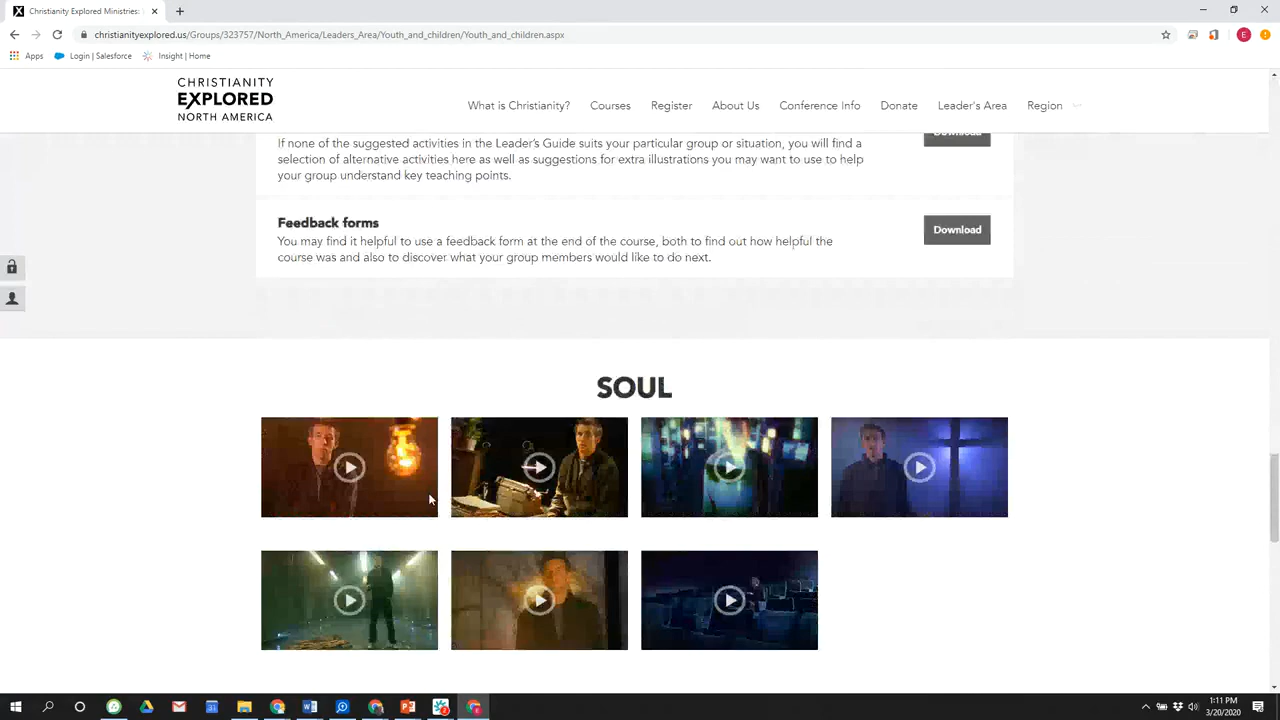 Christianity Explored Ministries:
christianityexplored.us/Groups/323757/North_America/Leaders_Area/Youth_and_children/Youth_and_children.aspx
E
Apps
Login | Salesforce
Insight | Home
CHRISTIANITY
EXPLORED
NORTH AMERICA
What is Christianity?
Courses
Register
About Us
Conference Info
Donate
Leader's Area
Region
Download
If none of the suggested activities in the Leader's Guide suits your particular group or situation, you will find a
selection of alternative activities here as well as suggestions for extra illustrations you may want to use to help
your group understand key teaching points.
Feedback forms
Download
You may find it helpful to use a feedback form at the end of the course, both to find out how helpful the
course was and also to discover what your group members would like to do next.
SOUL
1:11 PM
3/20/2020